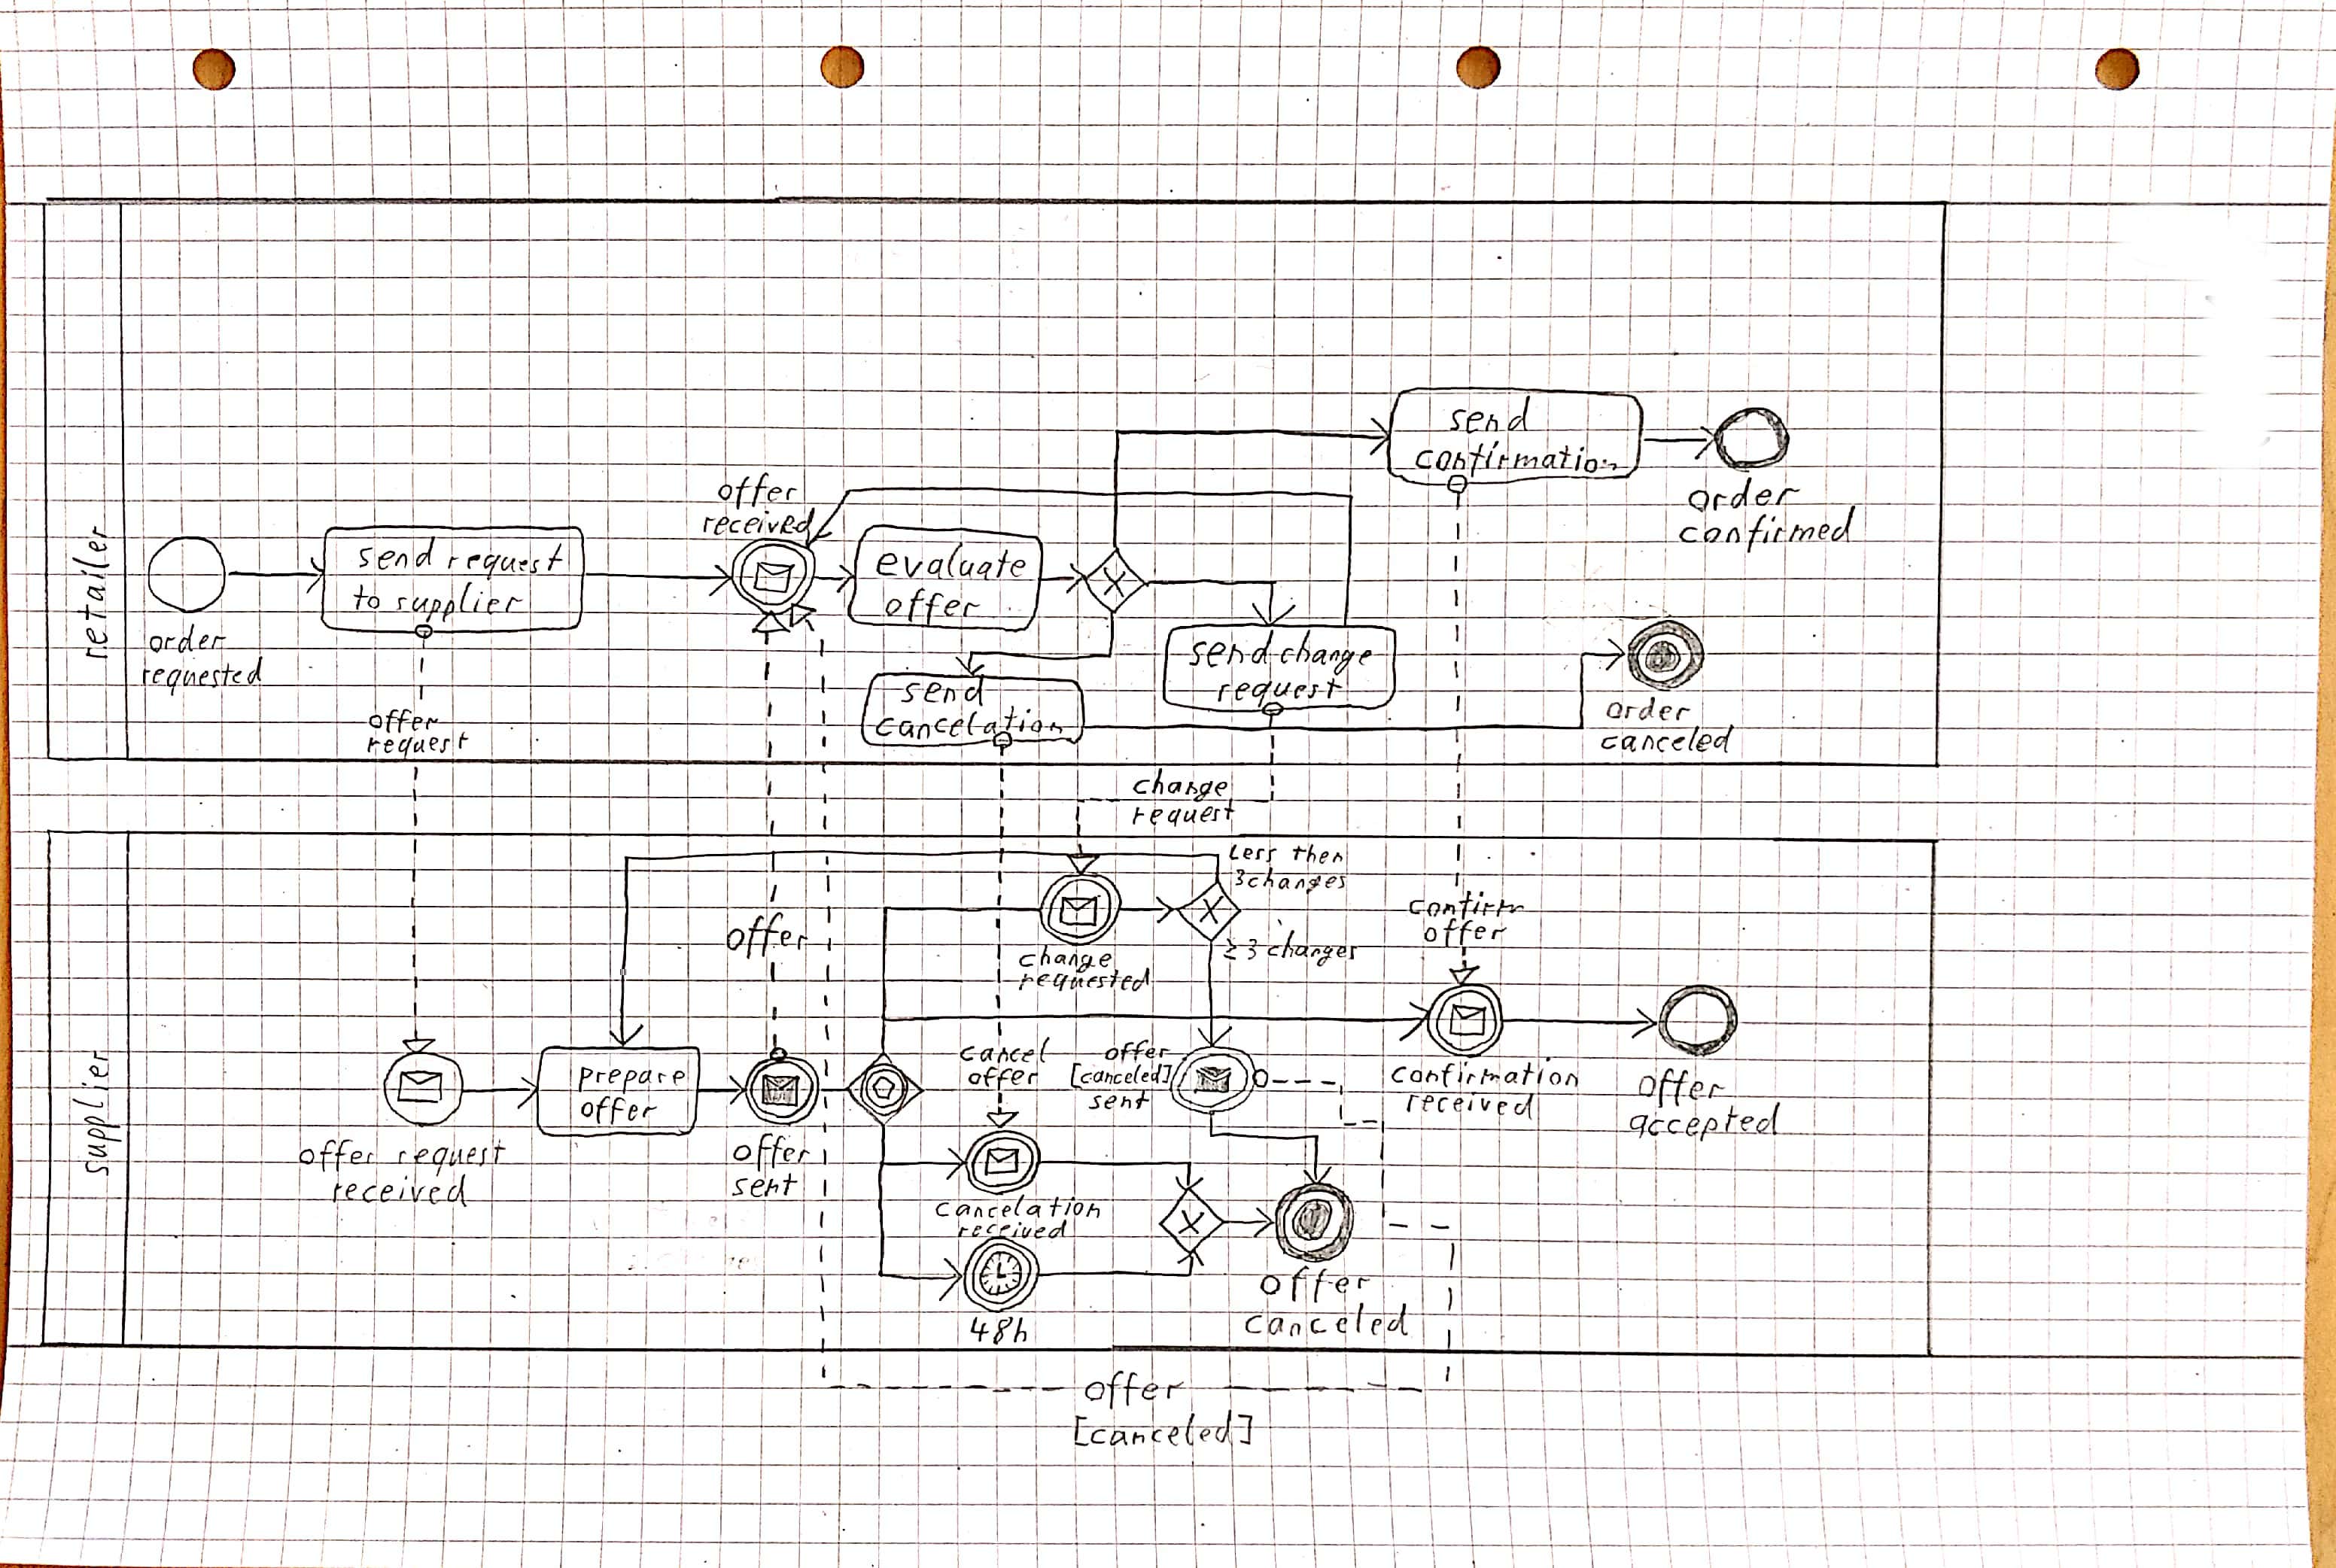 retailer
order
requested
send request
to supplier
offer
request
offer
received
evaluate
offer
X
send
confirmation
order
confirmed
send change
request
send
cancelation
order
canceled
change
request
supplier
offer request
received
prepare
offer
offer
offer
sent
change
requested
X
Less then
3 changes
≥ 3 changes
confirm
offer
confirmation
received
offer
accepted
cancel
offer
offer
[canceled]
sent
cancelation
received
48h
X
offer
canceled
offer
[canceled]